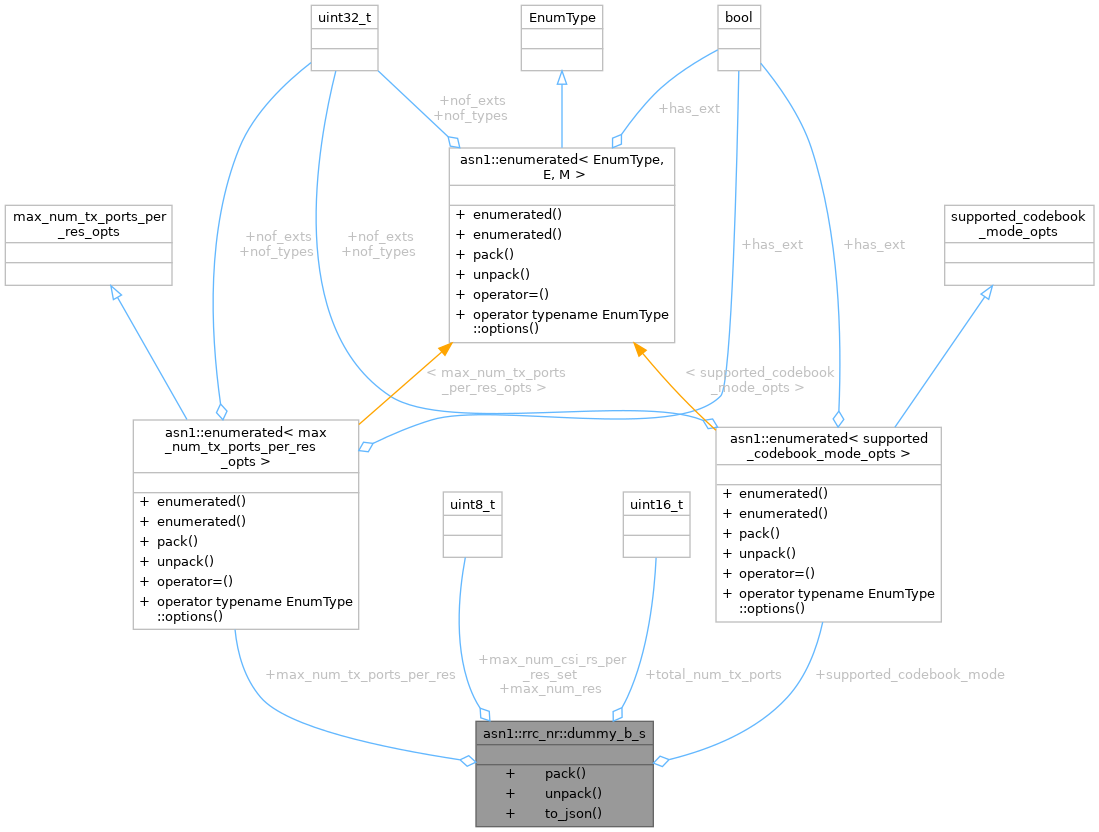 uint32_t
EnumType
bool
+nof_exts
+nof_types
+has_ext
asn1::enumerated< EnumType,
E, M >
+ enumerated()
+ enumerated()
+ pack()
+ unpack()
+ operator=()
+ operator typename EnumType
::options()
max_num_tx_ports_per
_res_opts
supported_codebook
_mode_opts
+nof_exts
+nof_types
+nof_exts
+nof_types
+has_ext
+has_ext
< max_num_tx_ports
_per_res_opts >
< supported_codebook
_mode_opts >
asn1::enumerated< max
_num_tx_ports_per_res
_opts >
+ enumerated()
+ enumerated()
+ pack()
+ unpack()
+ operator=()
+ operator typename EnumType
::options()
uint8_t
uint16_t
asn1::enumerated< supported
_codebook_mode_opts >
+ enumerated()
+ enumerated()
+ pack()
+ unpack()
+ operator=()
+ operator typename EnumType
::options()
+max_num_tx_ports_per_res
+max_num_csi_rs_per
_res_set
+max_num_res
+total_num_tx_ports
+supported_codebook_mode
asn1::rrc_nr::dummy_b_s
+ pack()
+ unpack()
+ to_json()